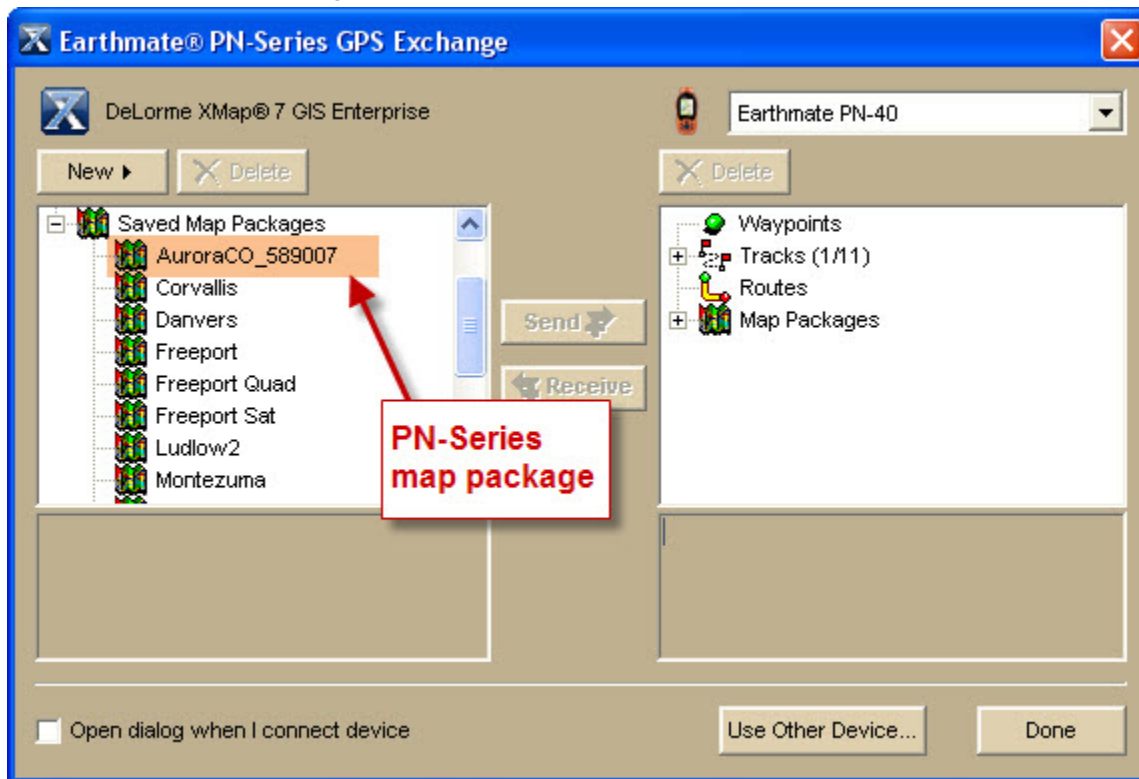 Earthmate® PN-Series GPS Exchange
DeLorme XMap® 7 GIS Enterprise
Earthmate PN-40
New
Delete
Delete
Saved Map Packages
AuroraCO_589007
Corvallis
Danvers
Freeport
Freeport Quad
Freeport Sat
Ludlow2
Montezuma
Send
Receive
Waypoints
Tracks (1/11)
Routes
Map Packages
PN-Series
map package
Open dialog when I connect device
Use Other Device...
Done